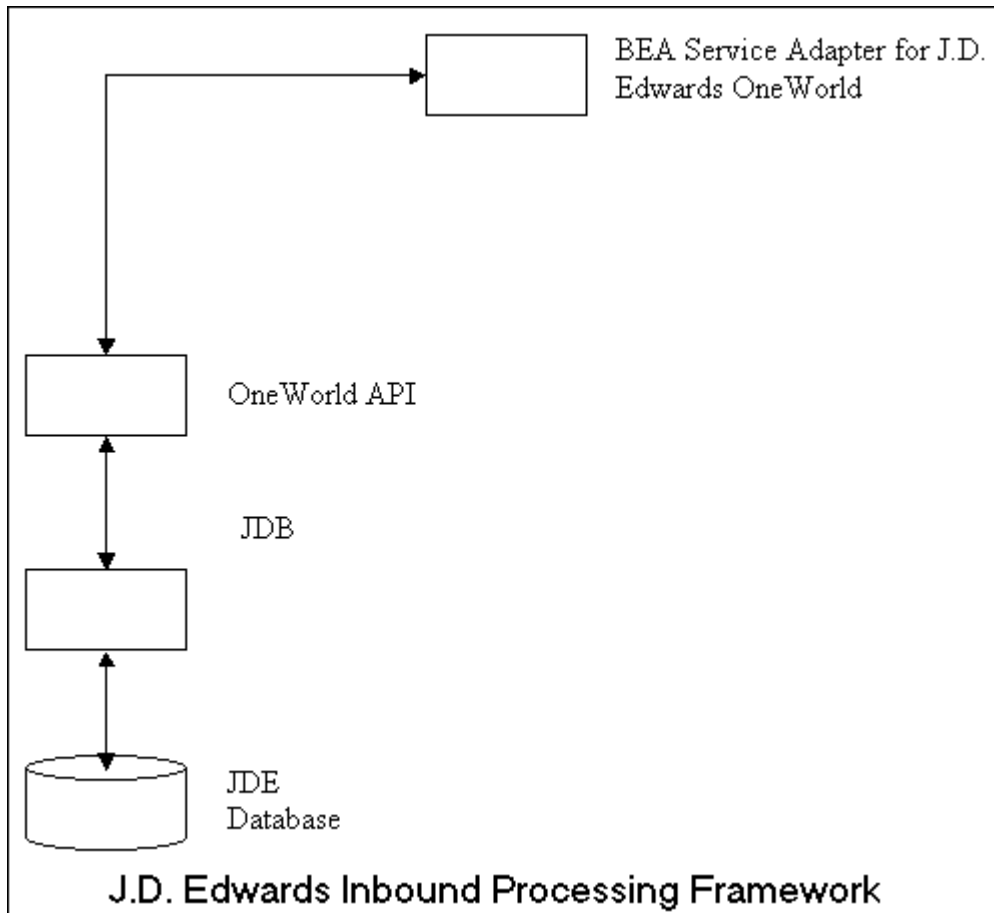 BEA Service Adapter for J.D.
Edwards OneWorld
OneWorld API
JDB
JDE
Database
J.D. Edwards Inbound Processing Framework